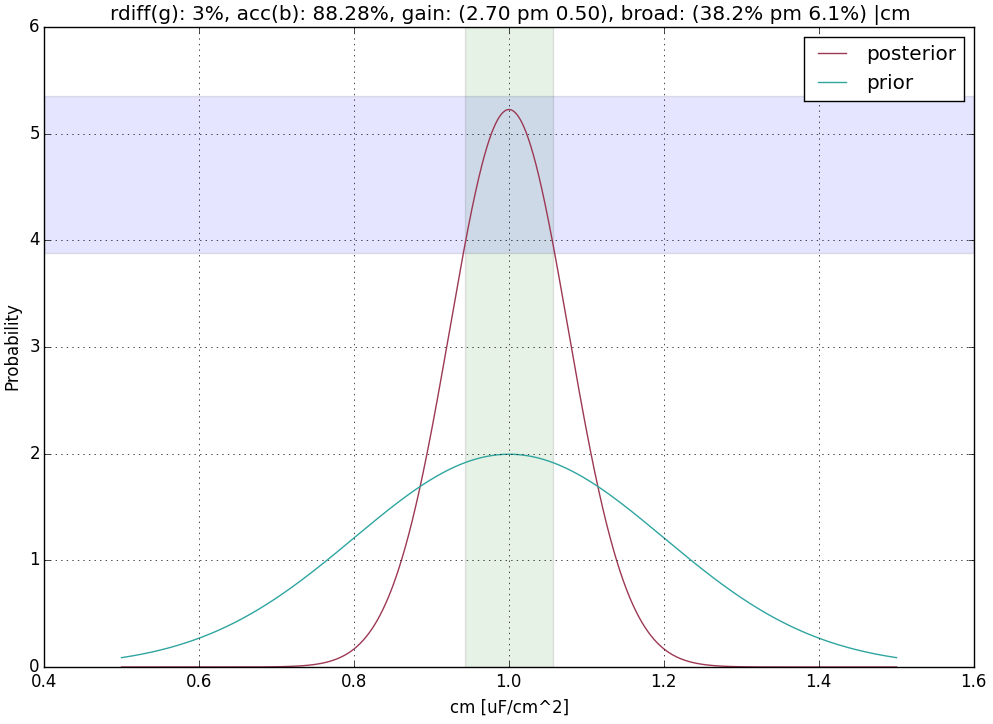 rdiff(g): 3%, acc(b): 88.28%, gain: (2.70 pm 0.50), broad: (38.2% pm 6.1%) |cm
posterior
prior
6
5
4
3
2
1
0
Probability
0.4 0.6 0.8 1.0 1.2 1.4 1.6
cm [uF/cm^2]